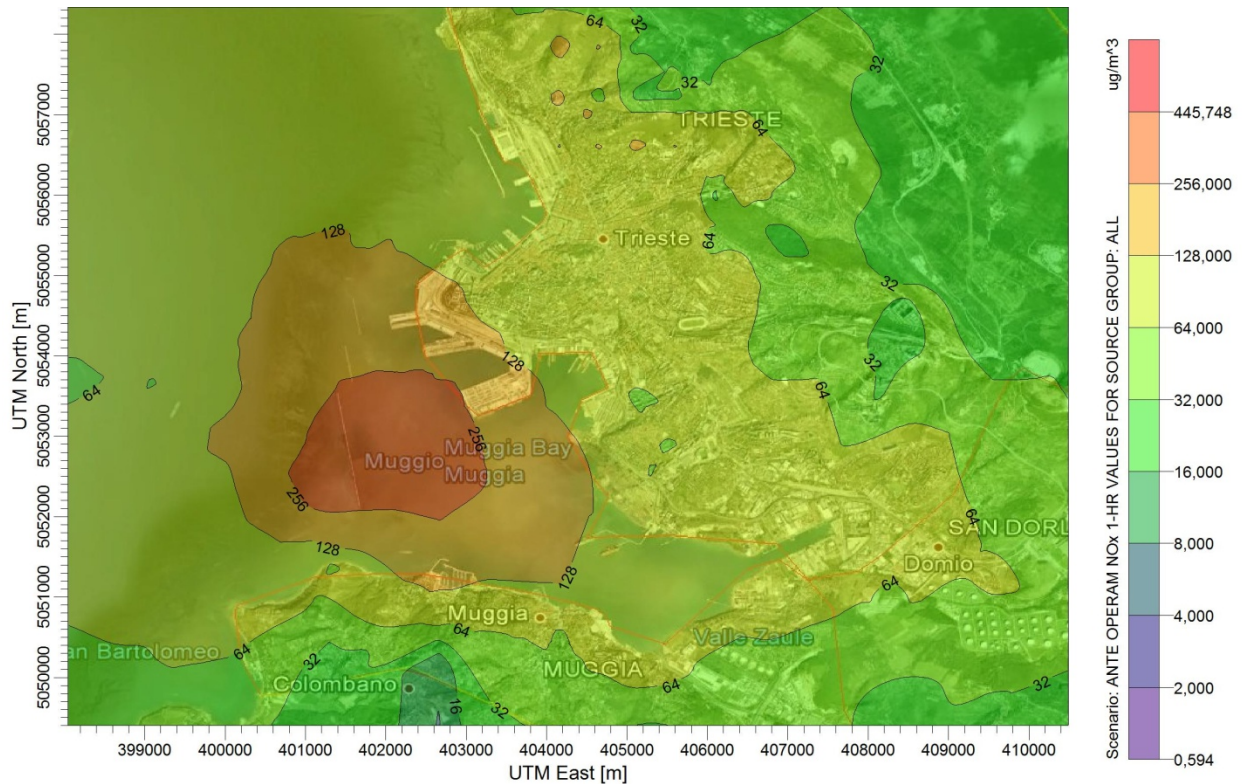 64
32
32
32
TRIESTE
64
128
64
Trieste
32
128
32
64
64
256
Muggia Bay
Muggio
Muggia
256
64
SAN DORL
128
128
Domio
64
Muggia
64
Valle Zaule
an Bartolomeo
64
32
MUGGIA
64
Colombano
16
32
32
5057000
5056000
5055000
5054000
5053000
5052000
5051000
5050000
UTM North [m]
399000 400000 401000 402000 403000 404000 405000 406000 407000 408000 409000 410000
UTM East [m]
ug/m^3
445,748
256,000
128,000
64,000
32,000
16,000
8,000
4,000
2,000
0,594
Scenario: ANTE OPERAM NOx 1-HR VALUES FOR SOURCE GROUP: ALL